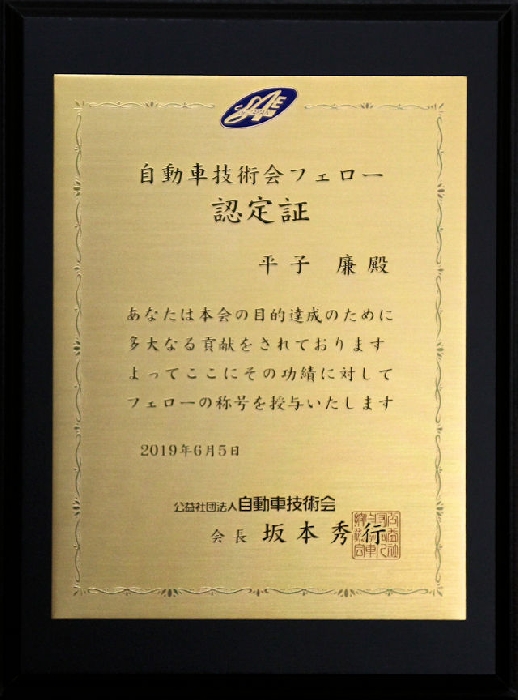 自動車技術会フェロー
認定証
平子 廉殿
あなたは本会の目的達成のために
多大なる貢献をされております
よってここにその功績に対して
フェローの称号を授与いたします
2019年6月5日
公益社団法人自動車技術会
会長 坂本秀行